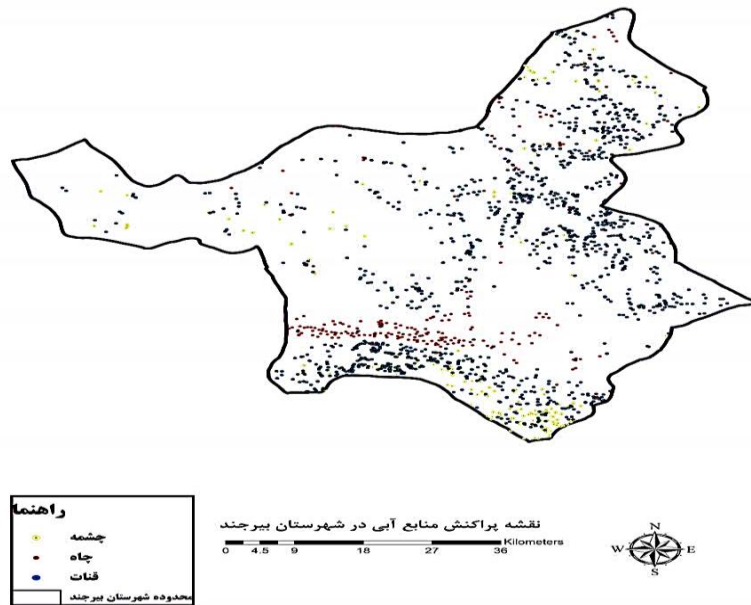 راهنما
چشمه
چاه
قنات
محدوده شهرستان بیرجند
نقشه پراکنش منابع آبی در شهرستان بیرجند
0 2 4.5 9 18 27 36 Kilometers
N
W E
S